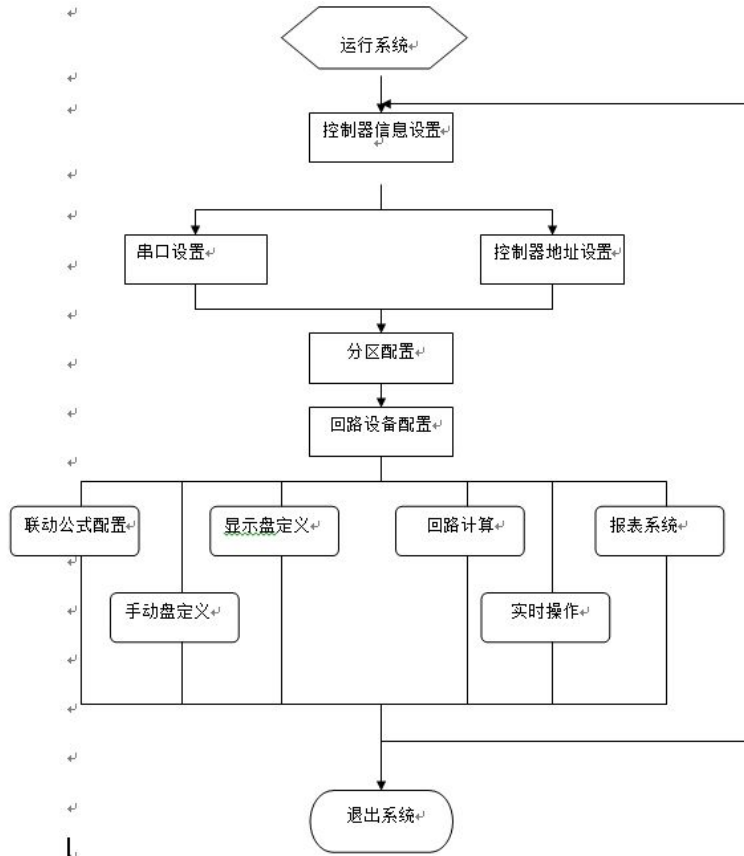 运行系统
控制器信息设置
串口设置
控制器地址设置
分区配置
回路设备配置
联动公式配置
显示盘定义
回路计算
报表系统
手动盘定义
实时操作
退出系统